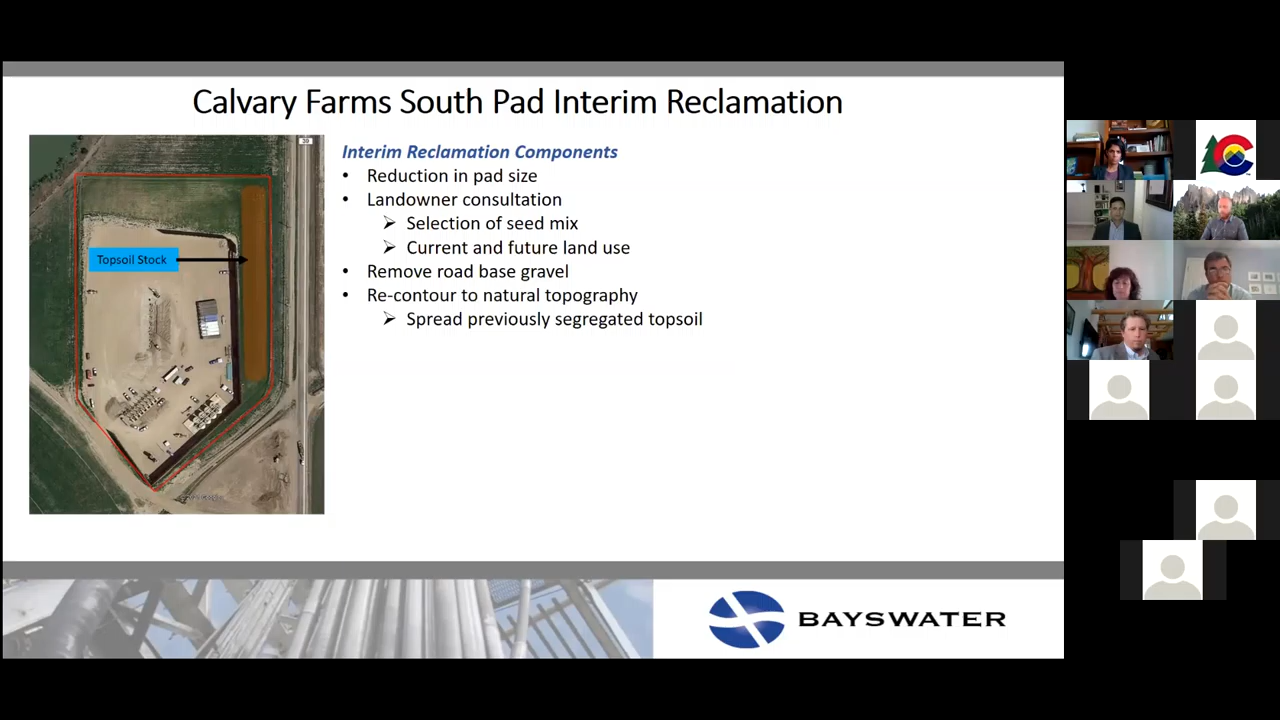 Calvary Farms South Pad Interim Reclamation
Interim Reclamation Components
• Reduction in pad size
• Landowner consultation
➢ Selection of seed mix
➢ Current and future land use
• Remove road base gravel
• Re-contour to natural topography
➢ Spread previously segregated topsoil
Topsoil Stock
BAYSWATER